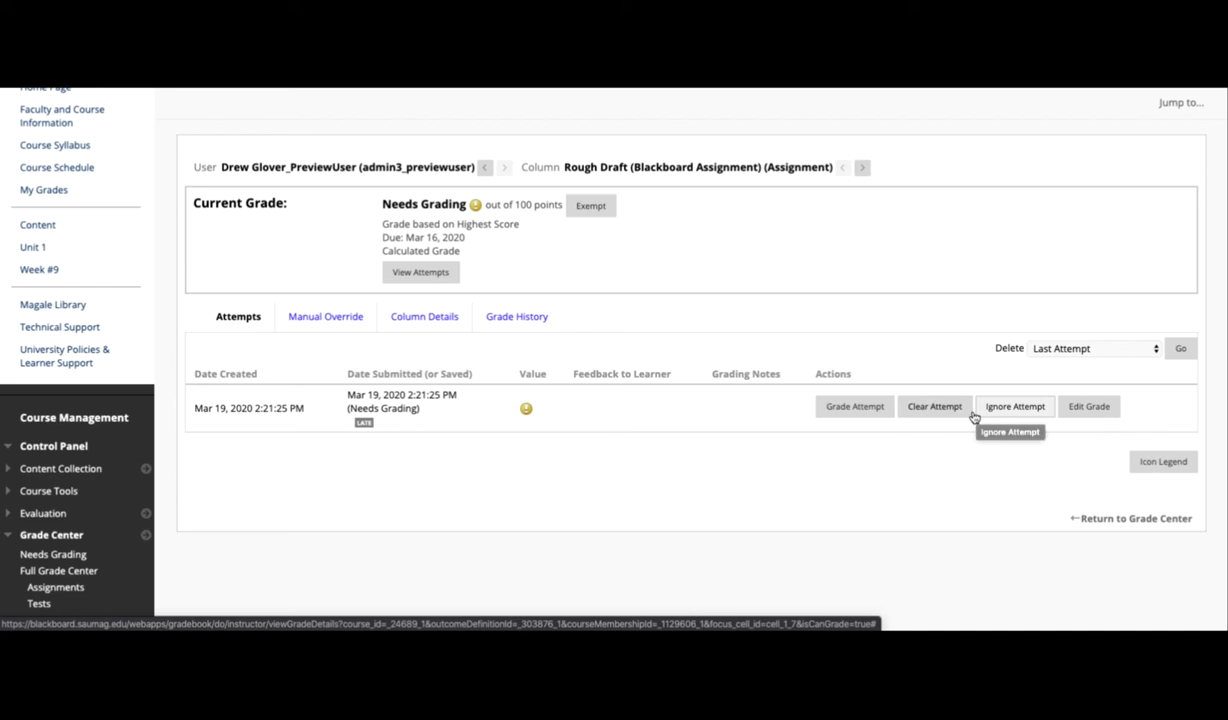 Home Page
Jump to...
Faculty and Course
Information
Course Syllabus
Course Schedule
My Grades
Content
Unit 1
Week #9
Magale Library
Technical Support
University Policies &
Learner Support
Course Management
Control Panel
Content Collection
Course Tools
Evaluation
Grade Center
Needs Grading
Full Grade Center
Assignments
Tests
User Drew Glover_PreviewUser (admin3_previewuser) < > Column Rough Draft (Blackboard Assignment) (Assignment) < >
Current Grade: Needs Grading out of 100 points Exempt
Grade based on Highest Score
Due: Mar 16, 2020
Calculated Grade
View Attempts
Attempts Manual Override Column Details Grade History
Delete Last Attempt Go
Date Created Date Submitted (or Saved) Value Feedback to Learner Grading Notes Actions
Mar 19, 2020 2:21:25 PM
Mar 19, 2020 2:21:25 PM (Needs Grading) Grade Attempt Clear Attempt Ignore Attempt Edit Grade
LATE
Ignore Attempt
Icon Legend
←Return to Grade Center
https://blackboard.saumag.edu/webapps/gradebook/do/instructor/viewGradeDetails?course_id=_24689_1&outcomeDefinitionId=_303876_1&courseMembershipId=_1129606_1&focus_cell_id=cell_1_7&isCanGrade=true#